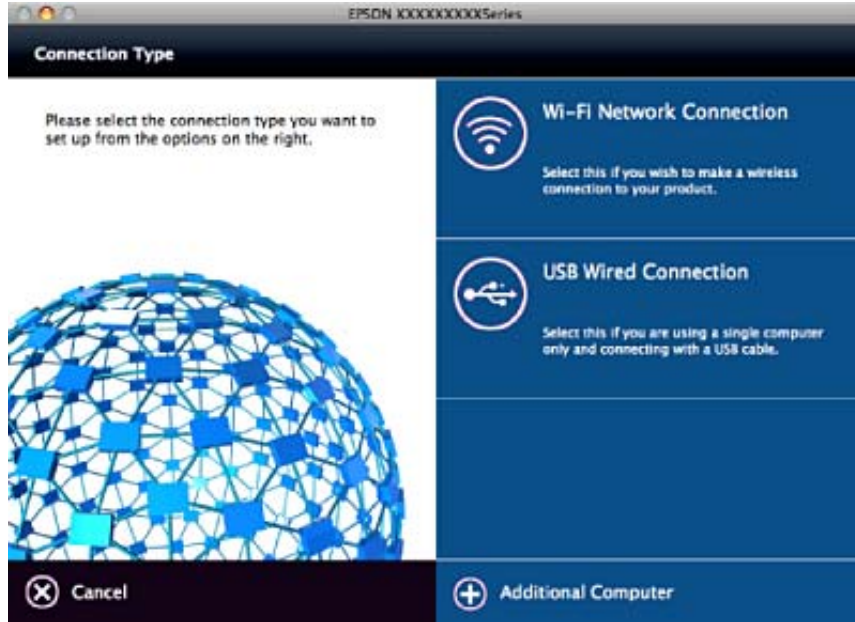 EPSON XXXXXXXXXSeries
Connection Type
Please select the connection type you want to
set up from the options on the right.
Wi-Fi Network Connection
Select this if you wish to make a wireless
connection to your product.
USB Wired Connection
Select this if you are using a single computer
only and connecting with a USB cable.
Cancel
Additional Computer